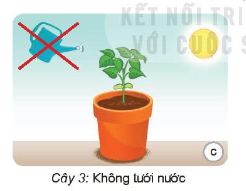 KẾT NỐI TRI
VỚI CUỘC S
C
Cây 3: Không tưới nước